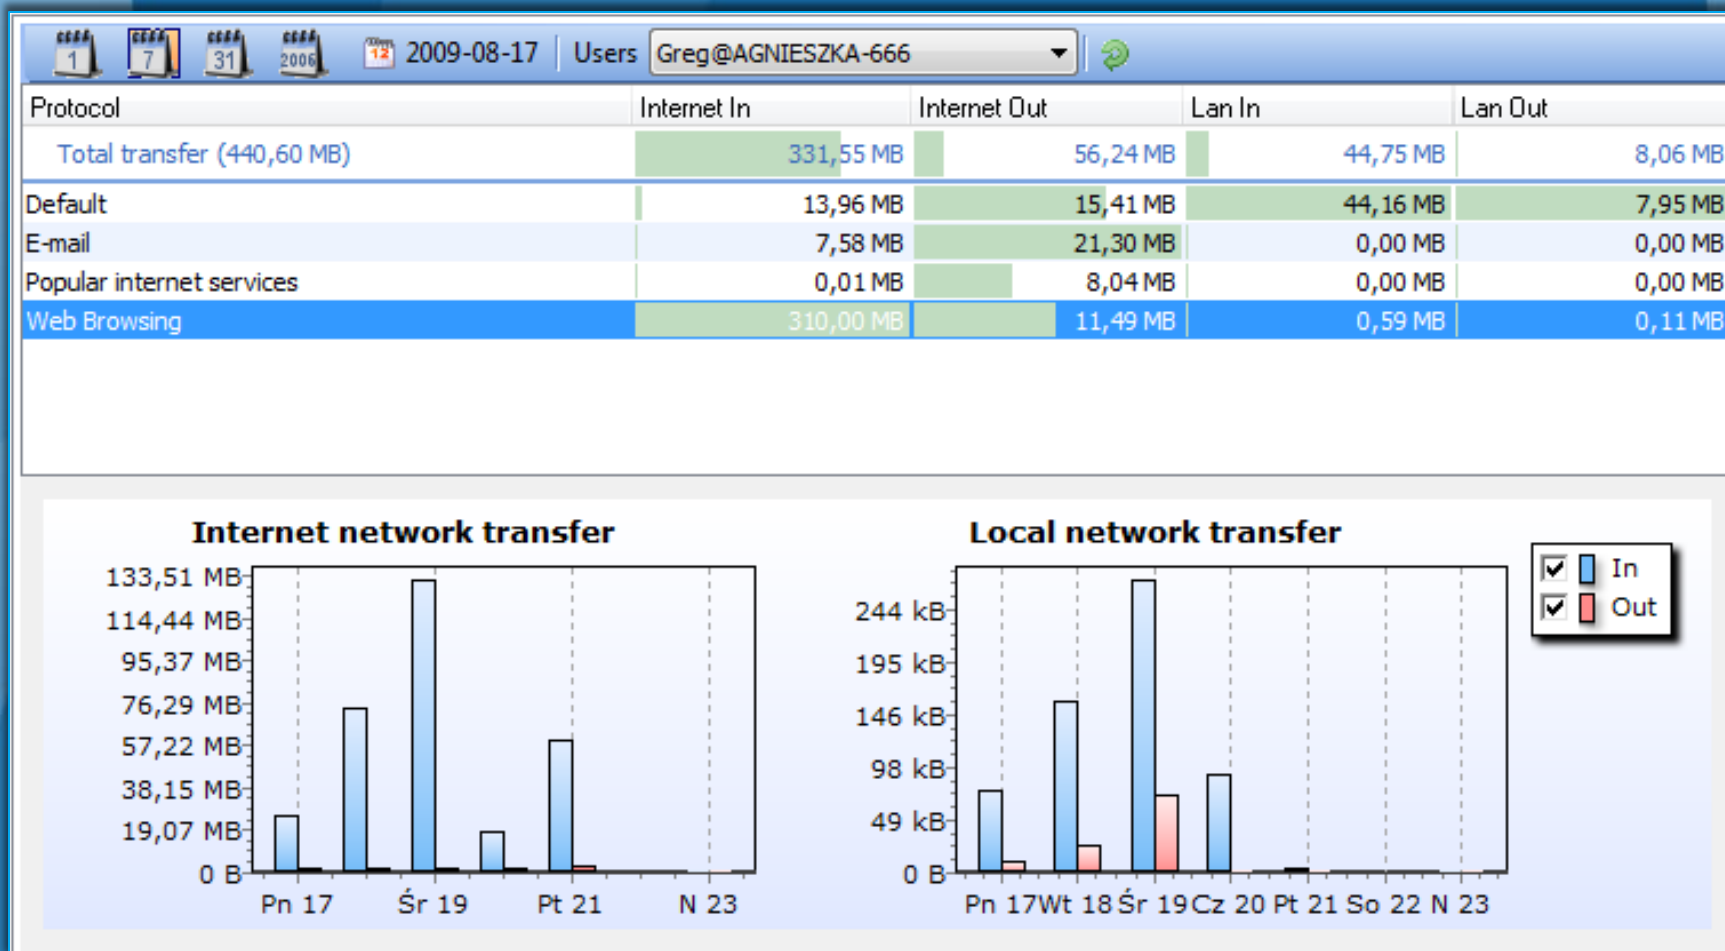 1 7 31 2006 12 2009-08-17 Users Greg@AGNIESZKA-666
Protocol Internet In Internet Out Lan In Lan Out
Total transfer (440,60 MB) 331,55 MB 56,24 MB 44,75 MB 8,06 MB
Default 13,96 MB 15,41 MB 44,16 MB 7,95 MB
E-mail 7,58 MB 21,30 MB 0,00 MB 0,00 MB
Popular internet services 0,01 MB 8,04 MB 0,00 MB 0,00 MB
Web Browsing 310,00 MB 11,49 MB 0,59 MB 0,11 MB
Internet network transfer
133,51 MB
114,44 MB
95,37 MB
76,29 MB
57,22 MB
38,15 MB
19,07 MB
0 B
Pn 17 Śr 19 Pt 21 N 23
Local network transfer
244 kB
195 kB
146 kB
98 kB
49 kB
0 B
Pn 17 Wt 18 Śr 19 Cz 20 Pt 21 So 22 N 23
In
Out